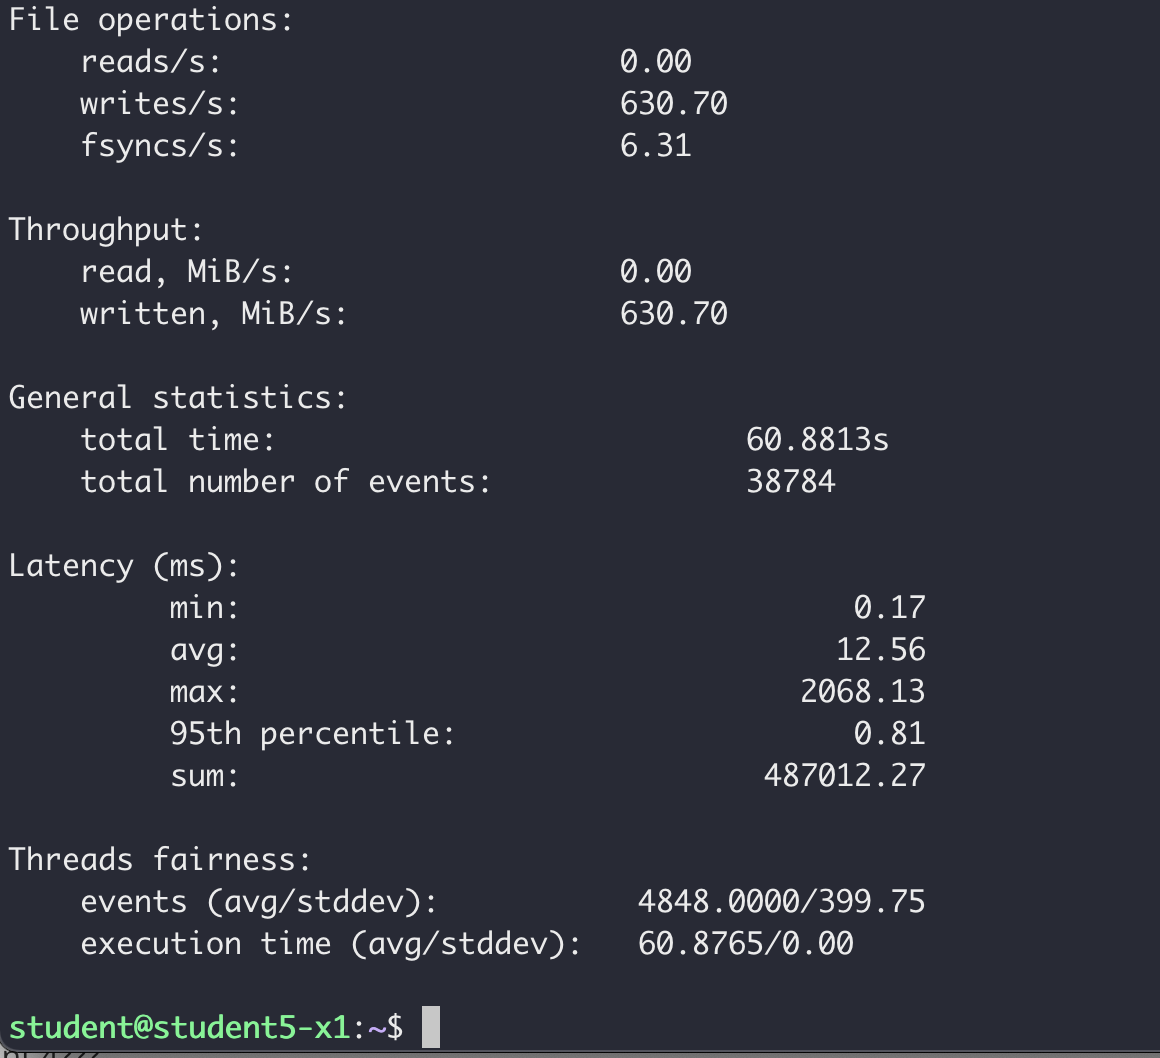 File operations:
reads/s: 0.00
writes/s: 630.70
fsyncs/s: 6.31
Throughput:
read, MiB/s: 0.00
written, MiB/s: 630.70
General statistics:
total time: 60.8813s
total number of events: 38784
Latency (ms):
min: 0.17
avg: 12.56
max: 2068.13
95th percentile: 0.81
sum: 487012.27
Threads fairness:
events (avg/stddev): 4848.0000/399.75
execution time (avg/stddev): 60.8765/0.00
student@student5-x1:~$